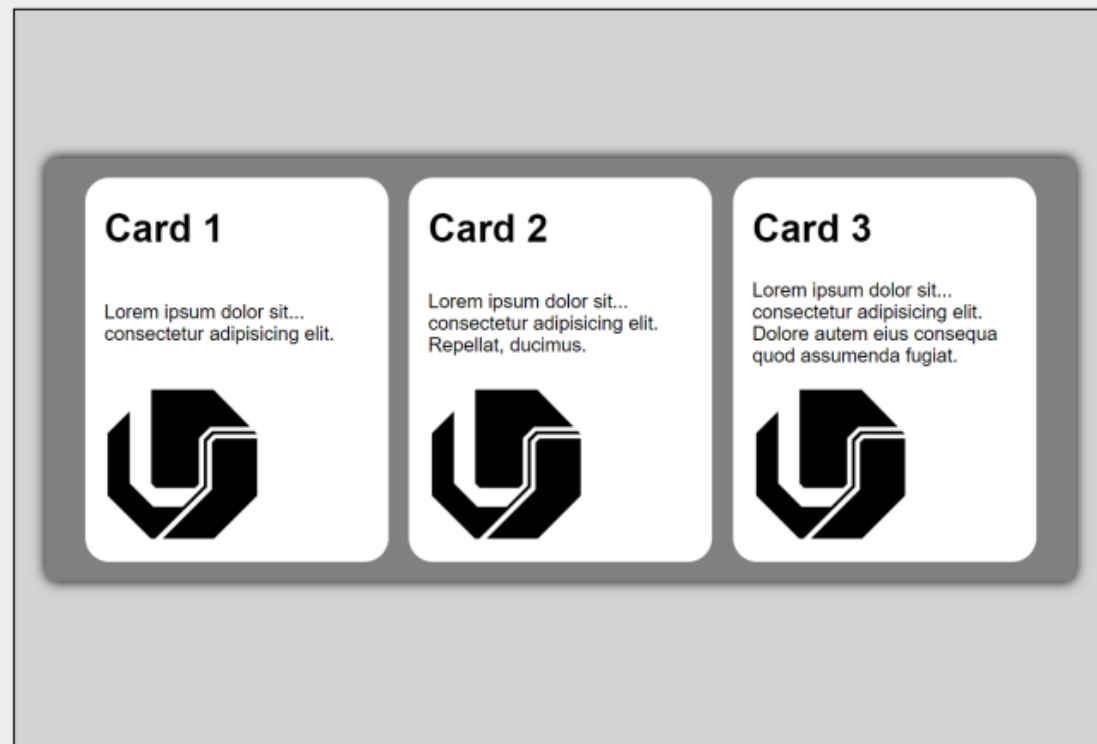 Card 1
Lorem ipsum dolor sit...
consectetur adipisicing elit.
Card 2
Lorem ipsum dolor sit...
consectetur adipisicing elit.
Repellat, ducimus.
Card 3
Lorem ipsum dolor sit...
consectetur adipisicing elit.
Dolore autem eius consequa
quod assumenda fugiat.